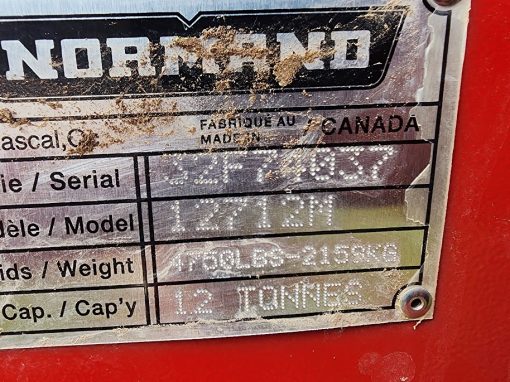 NORMAND
ascal, Q
FABRIQUÉ AU
MADE IN
CANADA
ie / Serial
dèle / Model 12712M
ids / Weight 4760LBS-2159KG
Cap. / Cap'y 12 TONNES